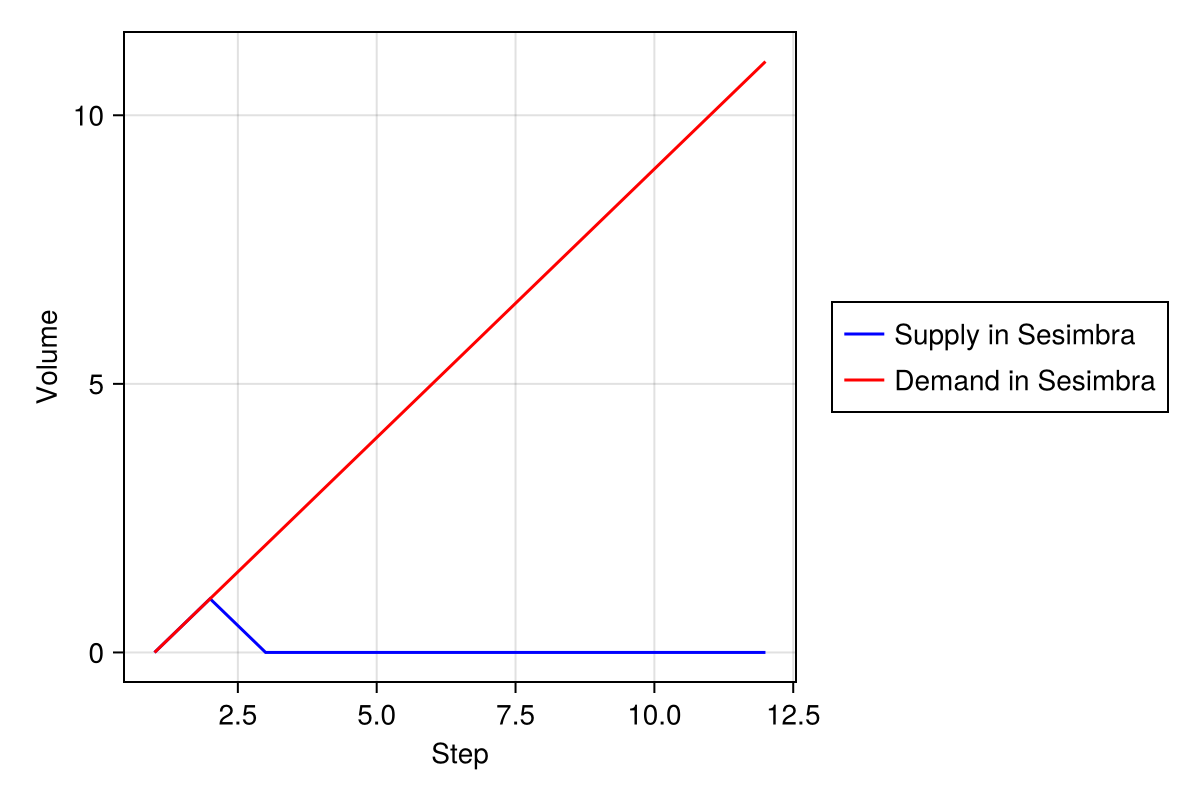 10
5
0
Volume
2.5 5.0 7.5 10.0 12.5
Step
Supply in Sesimbra
Demand in Sesimbra